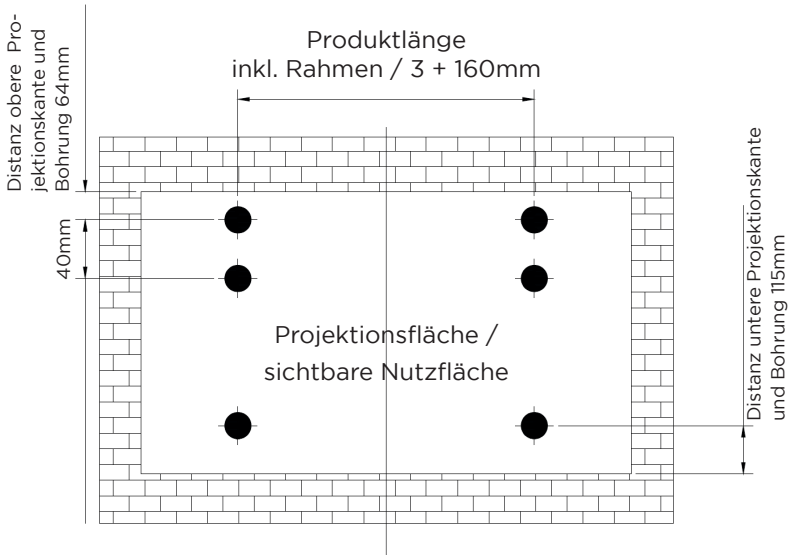 Distanz obere Pro-
jektionskante und
Bohrung 64mm
Produktlänge
inkl. Rahmen / 3 + 160mm
40mm
Projektionsfläche /
sichtbare Nutzfläche
Distanz untere Projektionskante
und Bohrung 115mm